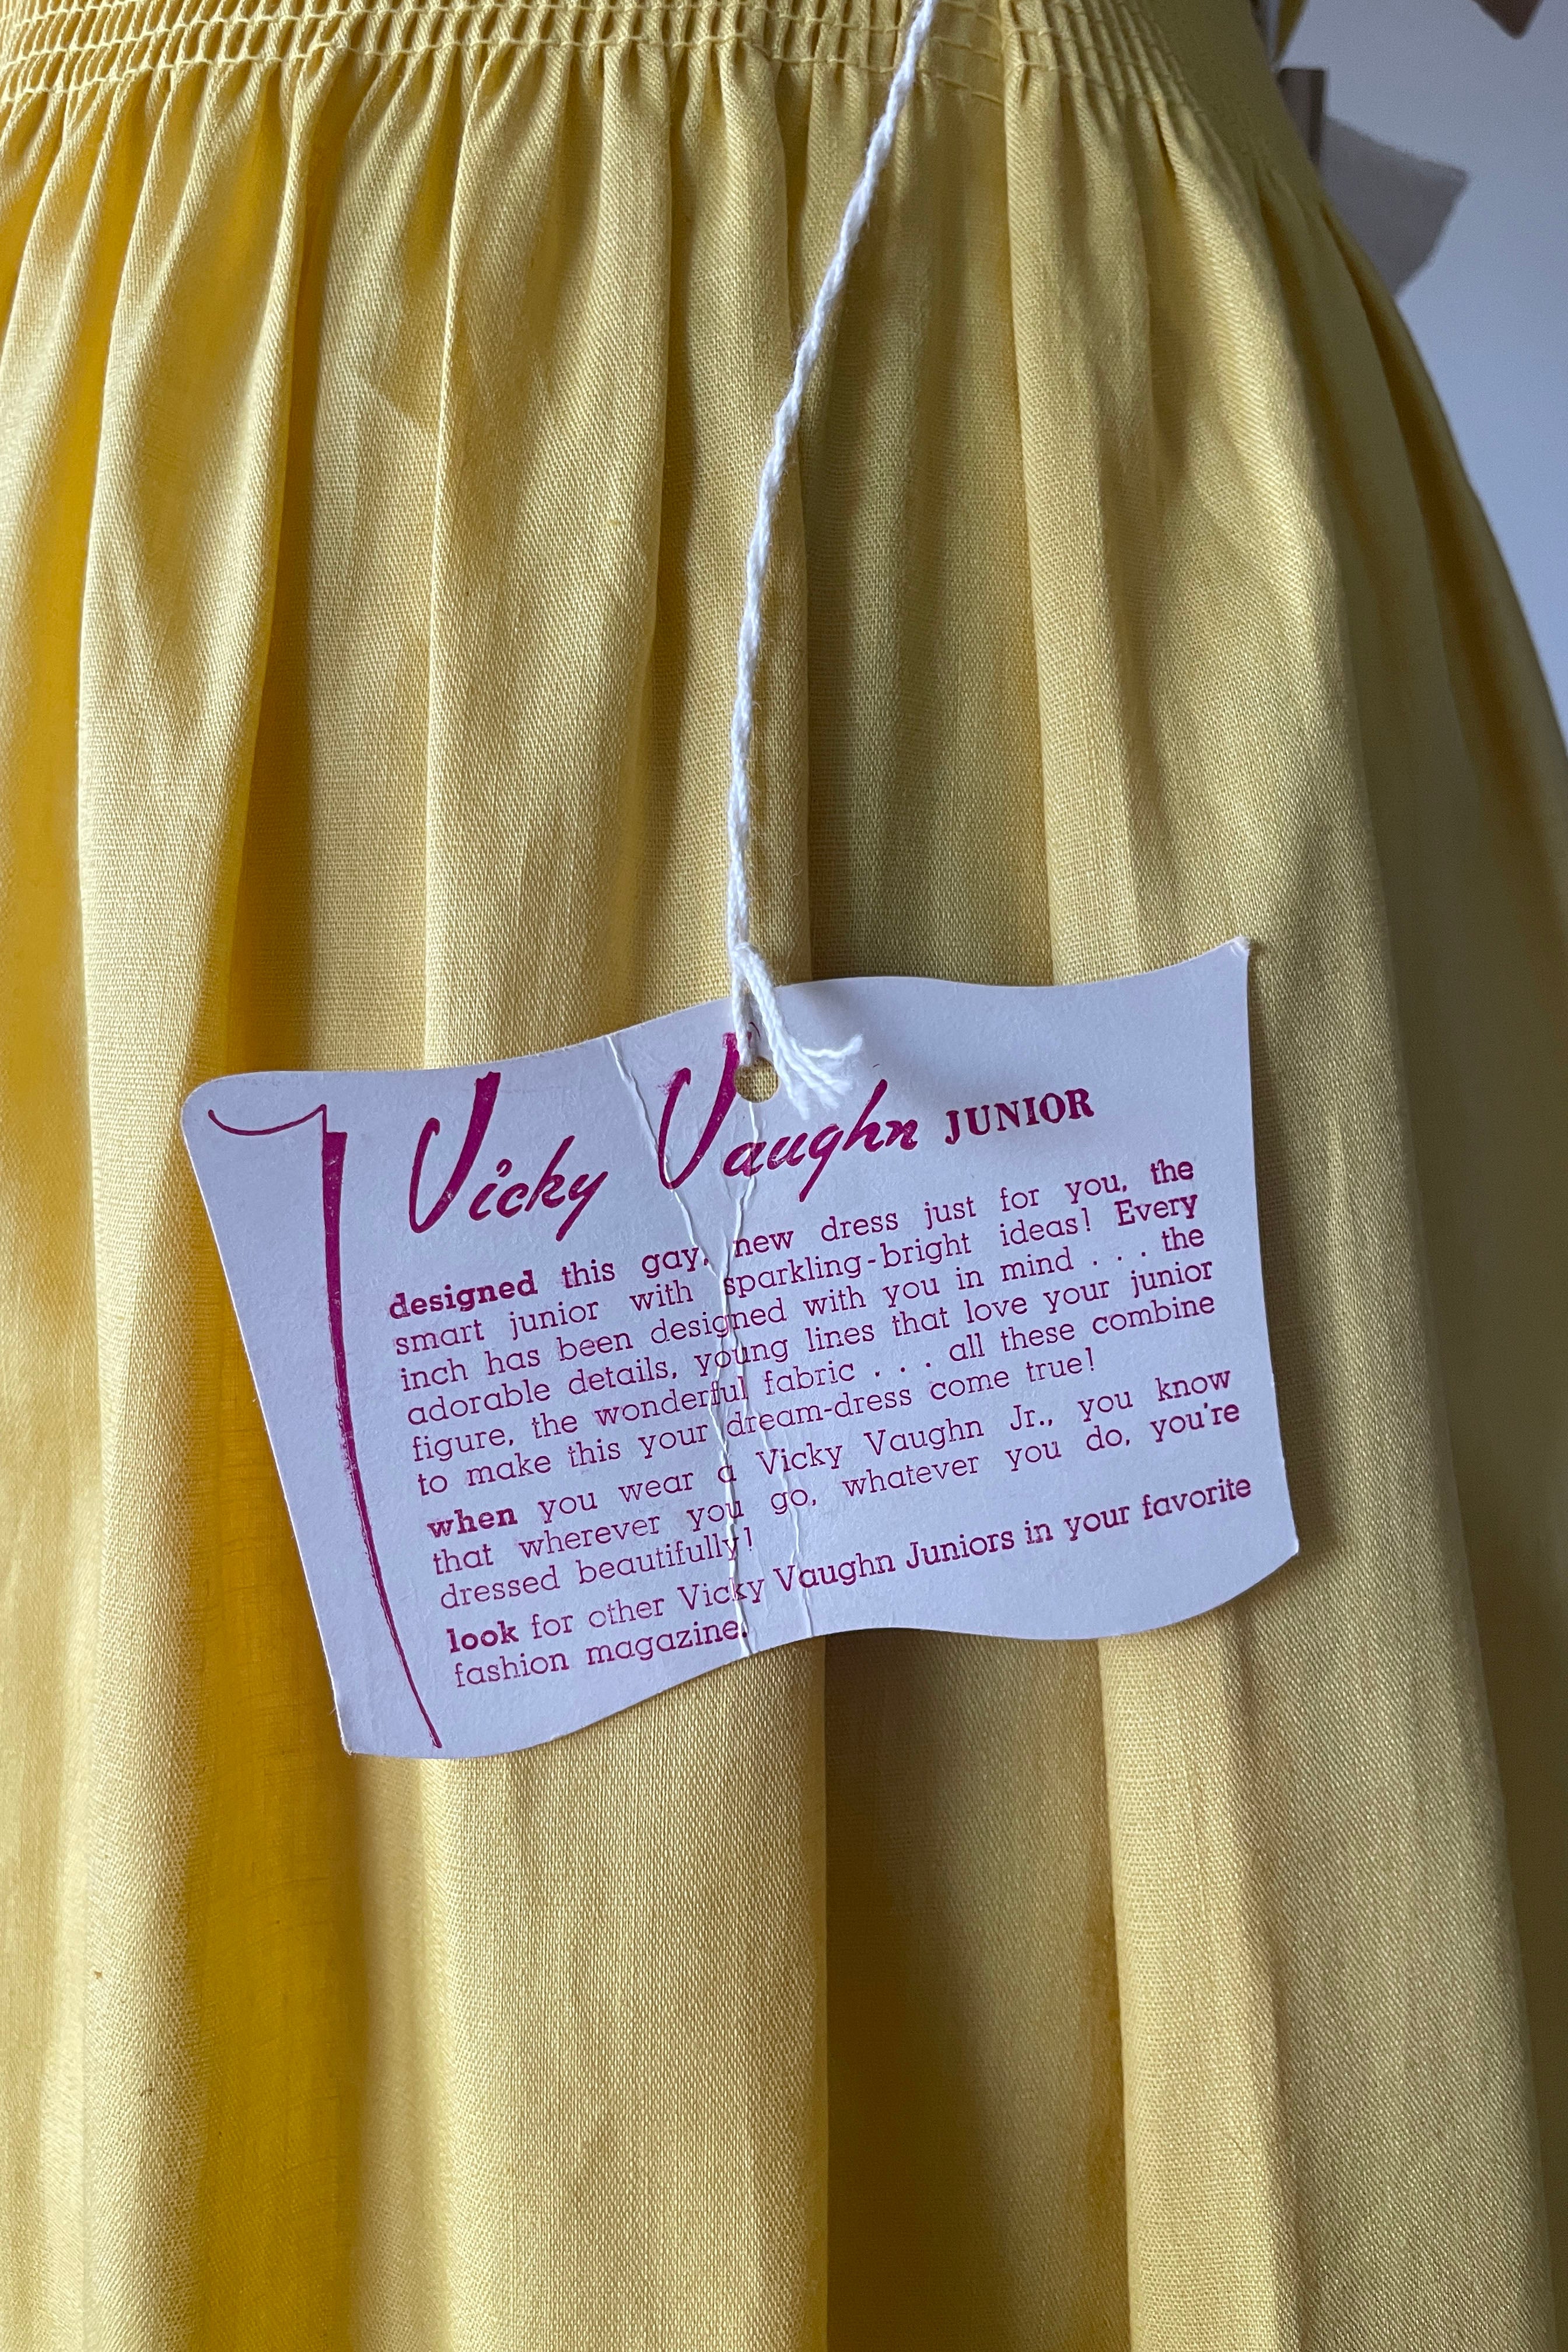 Vicky Vaughn JUNIOR
designed this gay, new dress just for you, the
smart junior with sparkling-bright ideas! Every
inch has been designed with you in mind . . . the
adorable details, young lines that love your junior
figure, the wonderful fabric . . . all these combine
to make this your dream-dress come true!
when you wear a Vicky Vaughn Jr., you know
that wherever you go, whatever you do, you're
dressed beautifully!
look for other Vicky Vaughn Juniors in your favorite
fashion magazine.